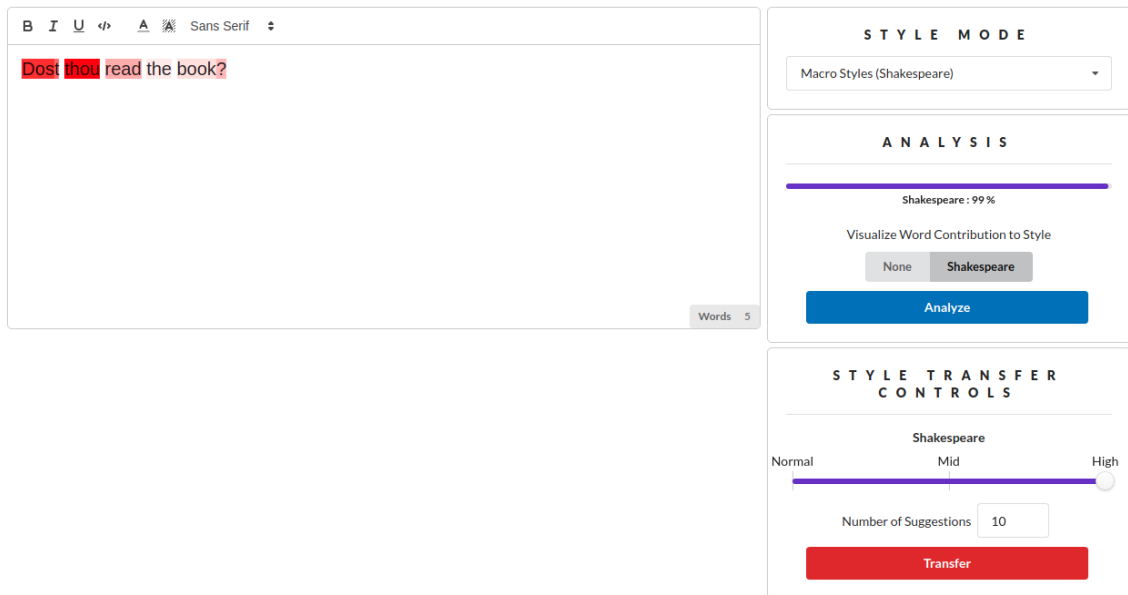 B I U </> A A Sans Serif
Dost thou read the book?
Words 5
STYLE MODE
Macro Styles (Shakespeare)
ANALYSIS
Shakespeare : 99 %
Visualize Word Contribution to Style
None Shakespeare
Analyze
STYLE TRANSFER
CONTROLS
Shakespeare
Normal Mid High
Number of Suggestions 10
Transfer